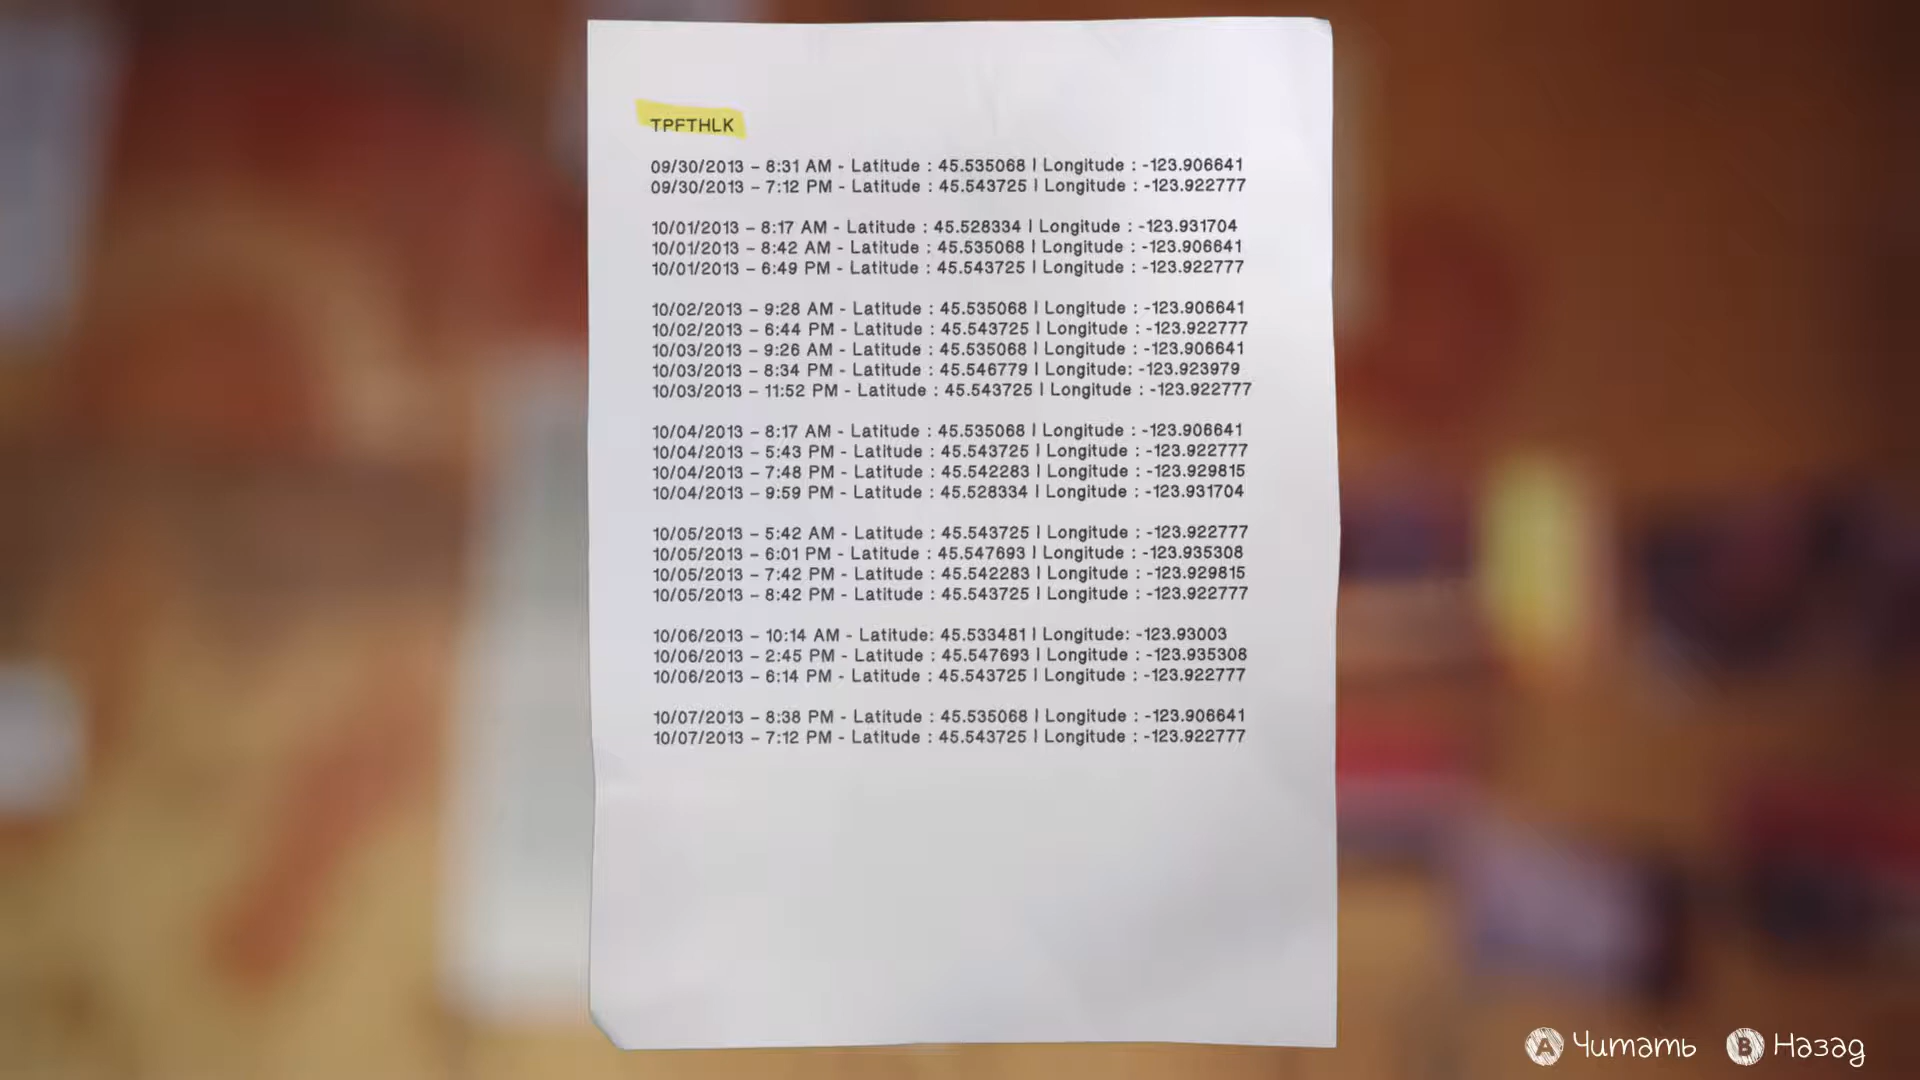 TPFTHLK
09/30/2013 – 8:31 AM - Latitude : 45.535068 | Longitude : -123.906641
09/30/2013 – 7:12 PM - Latitude : 45.543725 | Longitude : -123.922777
10/01/2013 – 8:17 AM - Latitude : 45.528334 | Longitude : -123.931704
10/01/2013 – 8:42 AM - Latitude : 45.535068 | Longitude : -123.906641
10/01/2013 – 6:49 PM - Latitude : 45.543725 | Longitude : -123.922777
10/02/2013 – 9:28 AM - Latitude : 45.535068 | Longitude : -123.906641
10/02/2013 – 6:44 PM - Latitude : 45.543725 | Longitude : -123.922777
10/03/2013 – 9:26 AM - Latitude : 45.535068 | Longitude : -123.906641
10/03/2013 – 8:34 PM - Latitude : 45.546779 | Longitude: -123.923979
10/03/2013 – 11:52 PM - Latitude : 45.543725 | Longitude : -123.922777
10/04/2013 – 8:17 AM - Latitude : 45.535068 | Longitude : -123.906641
10/04/2013 – 5:43 PM - Latitude : 45.543725 | Longitude : -123.922777
10/04/2013 – 7:48 PM - Latitude : 45.542283 | Longitude : -123.929815
10/04/2013 – 9:59 PM - Latitude : 45.528334 | Longitude : -123.931704
10/05/2013 – 5:42 AM - Latitude : 45.543725 | Longitude : -123.922777
10/05/2013 – 6:01 PM - Latitude : 45.547693 | Longitude : -123.935308
10/05/2013 – 7:42 PM - Latitude : 45.542283 | Longitude : -123.929815
10/05/2013 – 8:42 PM - Latitude : 45.543725 | Longitude : -123.922777
10/06/2013 – 10:14 AM - Latitude: 45.533481 | Longitude: -123.93003
10/06/2013 – 2:45 PM - Latitude : 45.547693 | Longitude : -123.935308
10/06/2013 – 6:14 PM - Latitude : 45.543725 | Longitude : -123.922777
10/07/2013 – 8:38 PM - Latitude : 45.535068 | Longitude : -123.906641
10/07/2013 – 7:12 PM - Latitude : 45.543725 | Longitude : -123.922777
A Читать B Назад